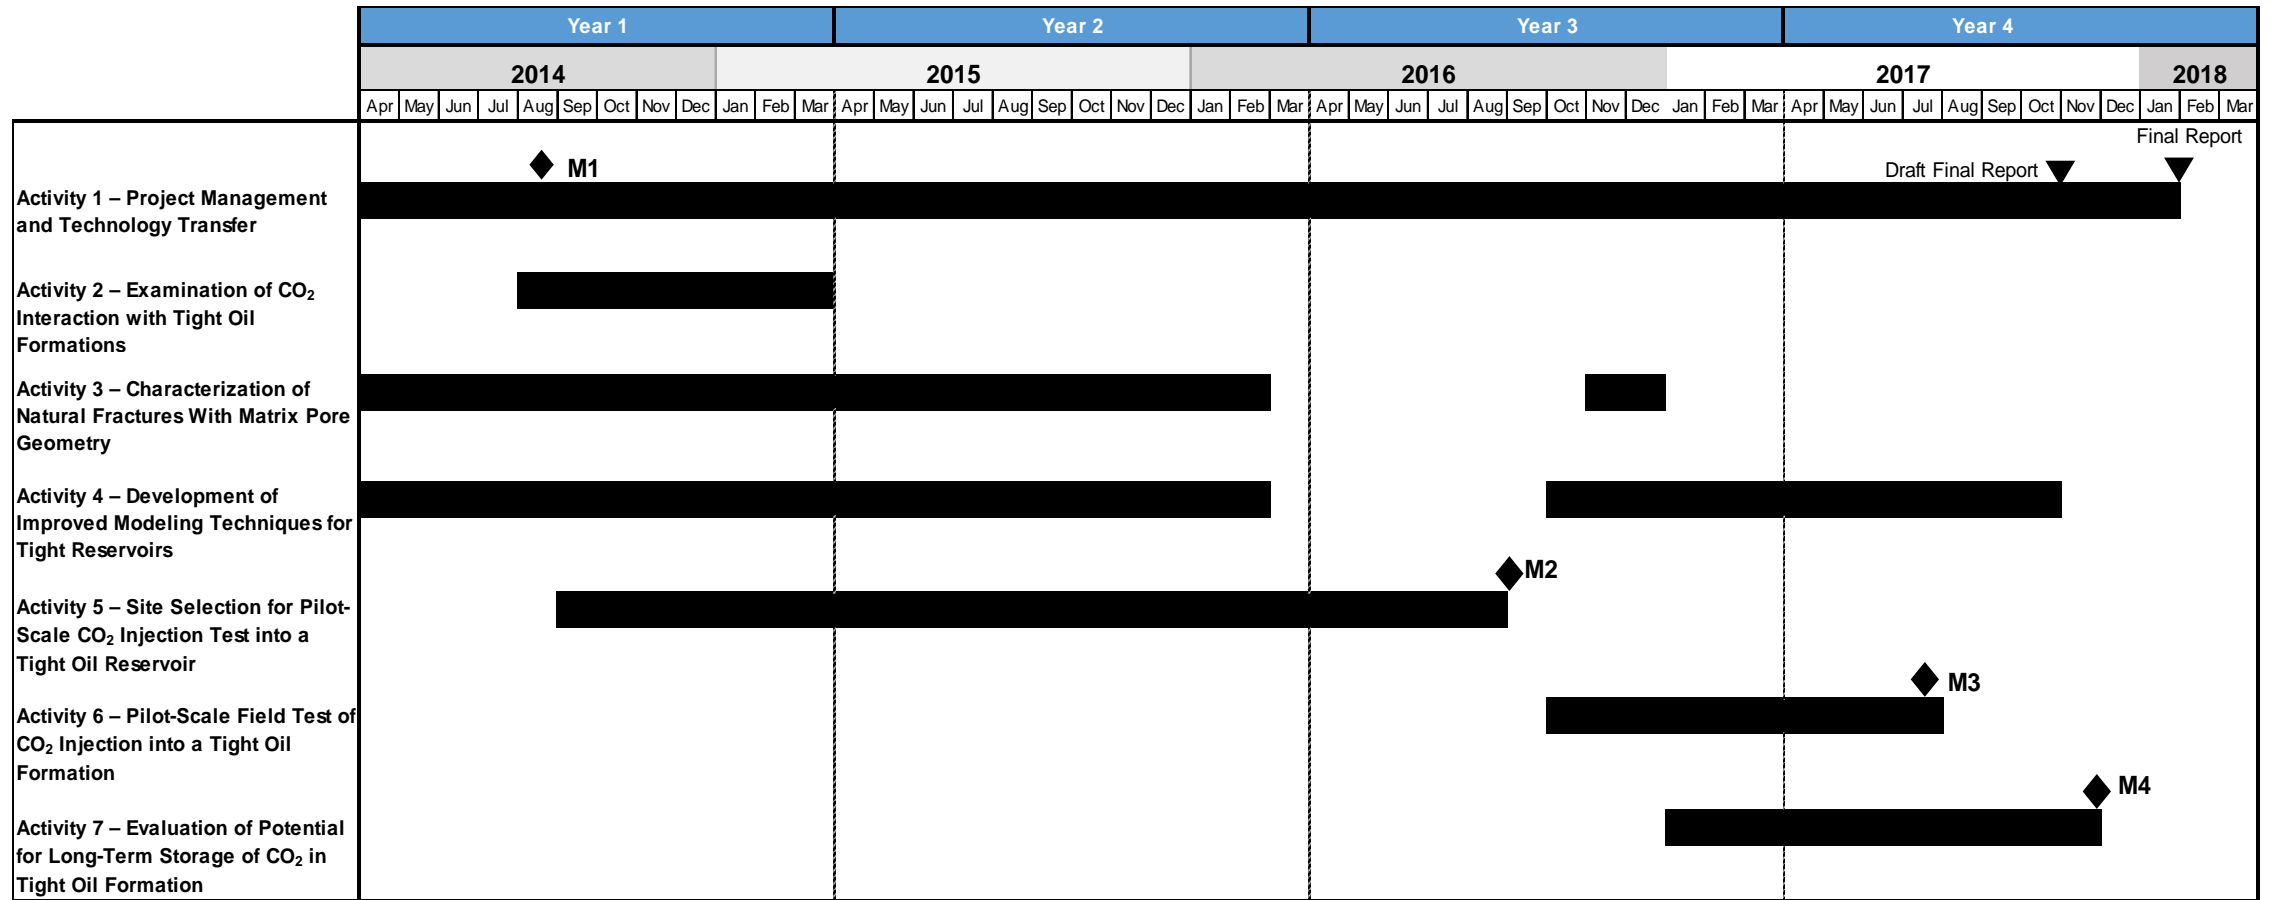 Year 1 Year 2 Year 3 Year 4
2014 2015 2016 2017 2018
Apr May Jun Jul Aug Sep Oct Nov Dec Jan Feb Mar Apr May Jun Jul Aug Sep Oct Nov Dec Jan Feb Mar Apr May Jun Jul Aug Sep Oct Nov Dec Jan Feb Mar Apr May Jun Jul Aug Sep Oct Nov Dec Jan Feb Mar
Final Report
M1
Draft Final Report
Activity 1 – Project Management
and Technology Transfer
Activity 2 – Examination of CO₂
Interaction with Tight Oil
Formations
Activity 3 – Characterization of
Natural Fractures With Matrix Pore
Geometry
Activity 4 – Development of
Improved Modeling Techniques for
Tight Reservoirs
M2
Activity 5 – Site Selection for Pilot-
Scale CO₂ Injection Test into a
Tight Oil Reservoir
M3
Activity 6 – Pilot-Scale Field Test of
CO₂ Injection into a Tight Oil
Formation
M4
Activity 7 – Evaluation of Potential
for Long-Term Storage of CO₂ in
Tight Oil Formation